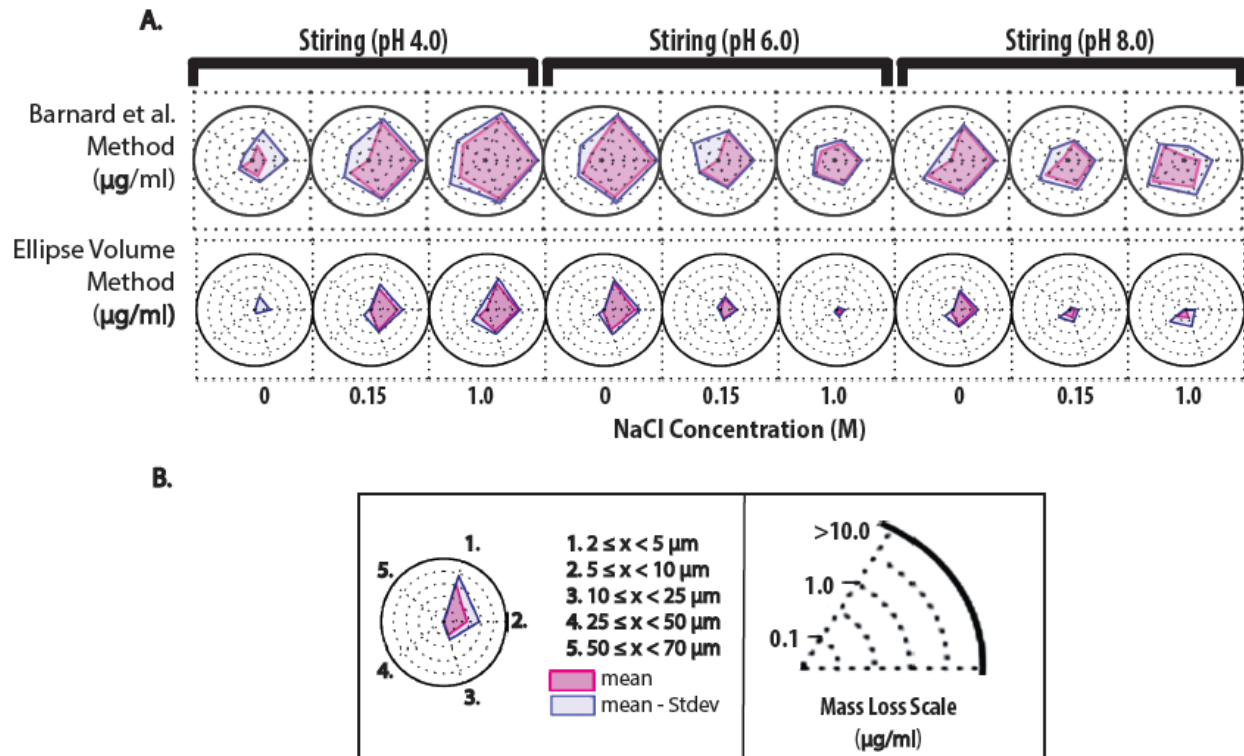 A.
Stiring (pH 4.0) Stiring (pH 6.0) Stiring (pH 8.0)
Barnard et al.
Method
(µg/ml)
Ellipse Volume
Method
(µg/ml)
0 0.15 1.0 0 0.15 1.0 0 0.15 1.0
NaCl Concentration (M)
B.
1.
5.
2.
4.
3.
1. 2 ≤ x < 5 µm
2. 5 ≤ x < 10 µm
3. 10 ≤ x < 25 µm
4. 25 ≤ x < 50 µm
5. 50 ≤ x < 70 µm
mean
mean - Stdev
>10.0
1.0
0.1
Mass Loss Scale
(µg/ml)